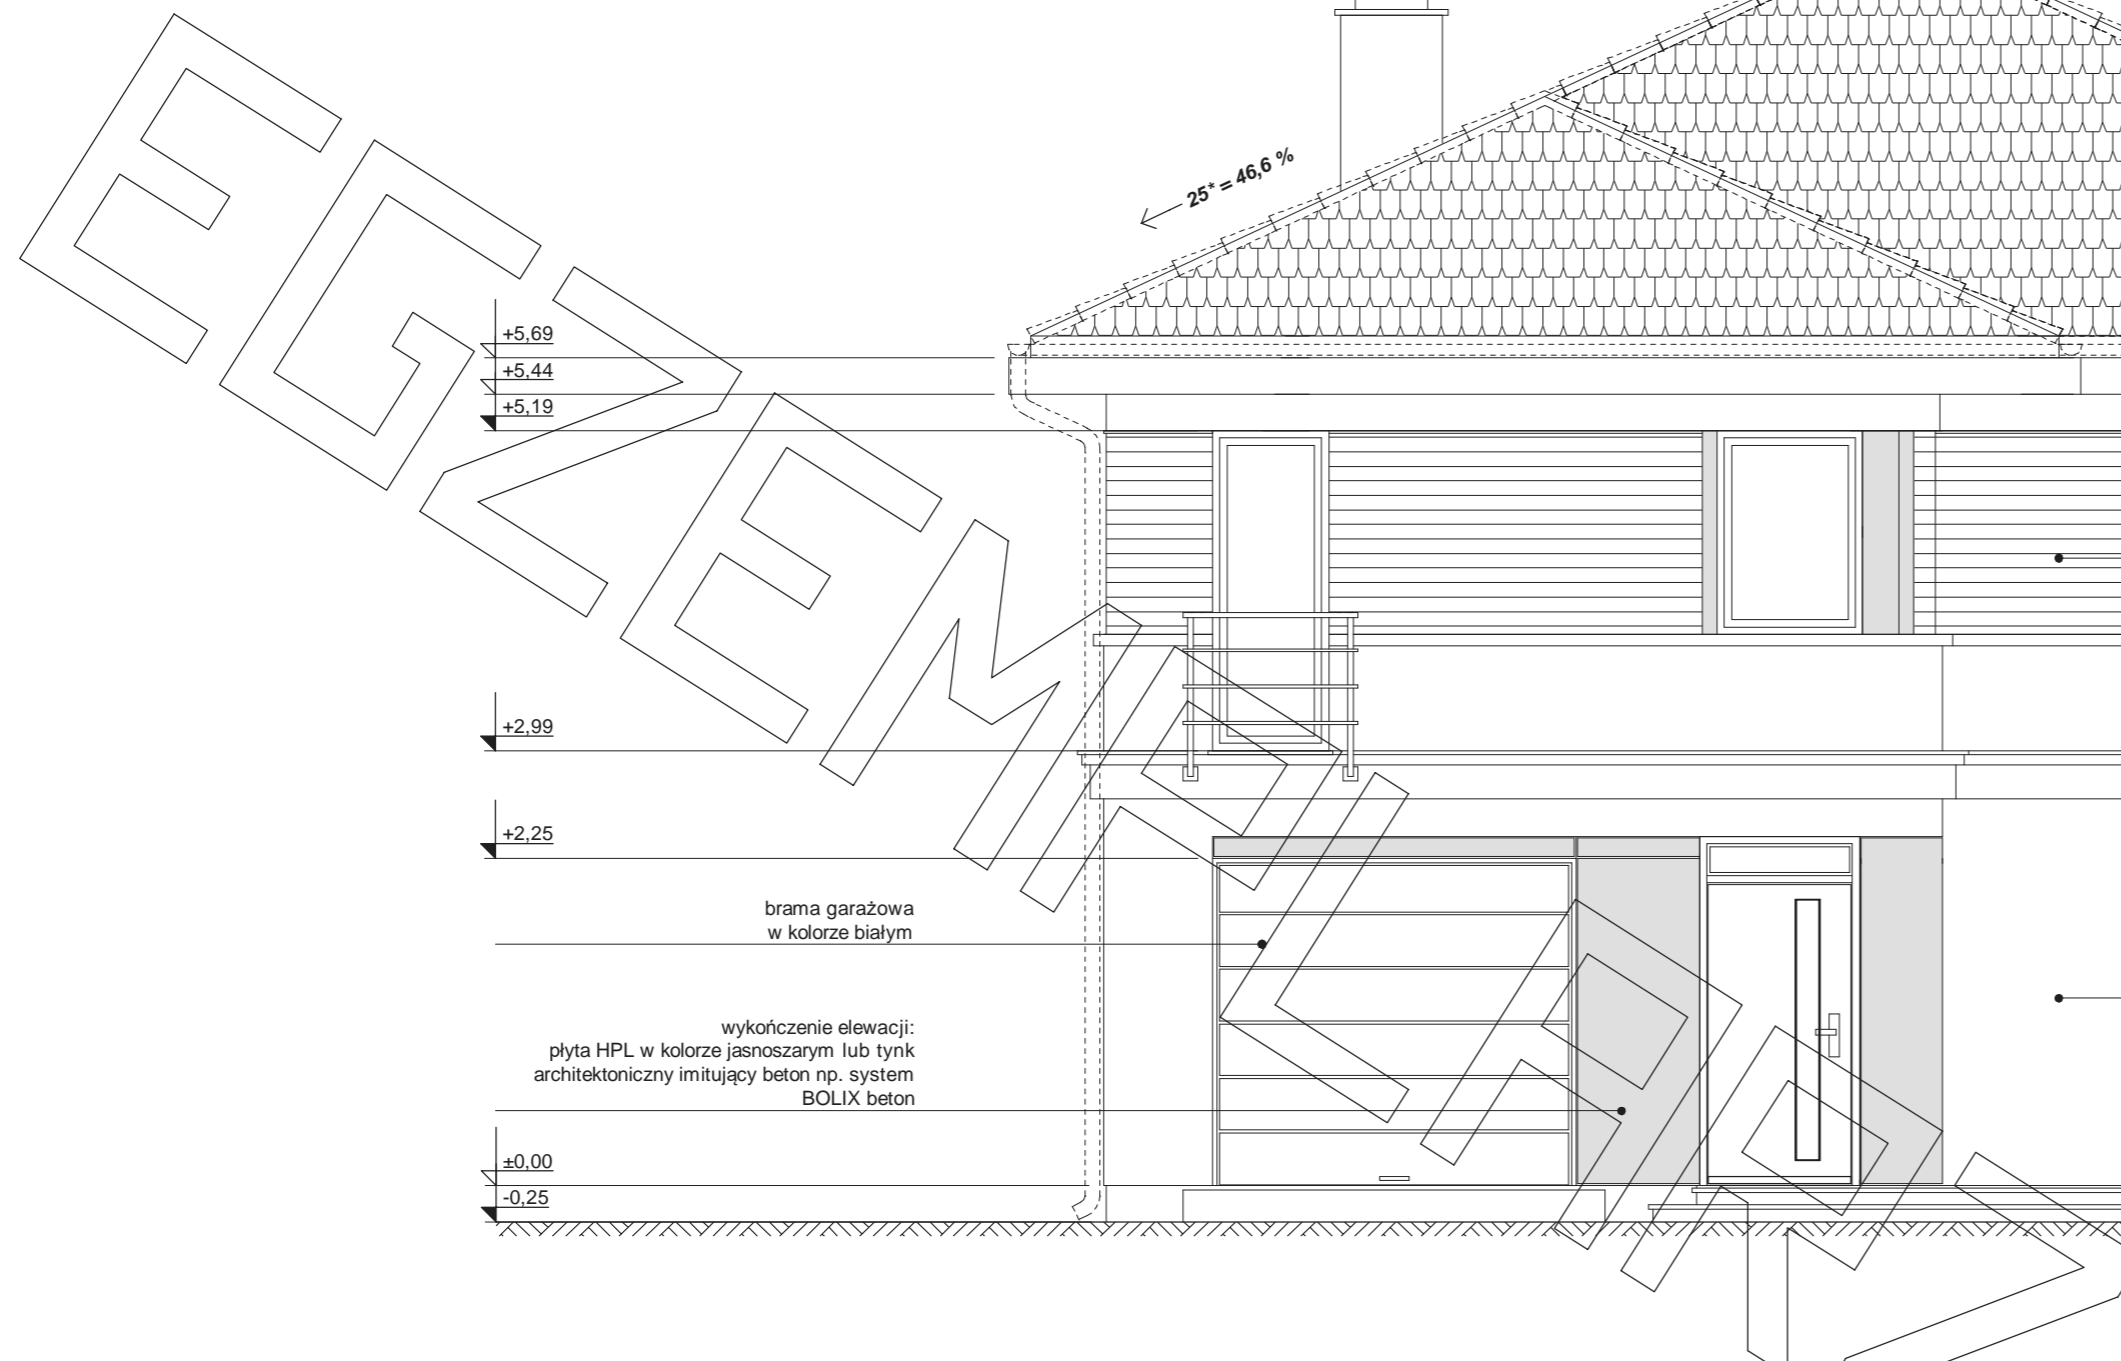 25* = 46,6 %
+5,69
+5,44
+5,19
+2,99
+2,25
brama garażowa
w kolorze białym
wykończenie elewacji:
płyta HPL w kolorze jasnoszarym lub tynk
architektoniczny imitujący beton np. system
BOLIX beton
±0,00
-0,25